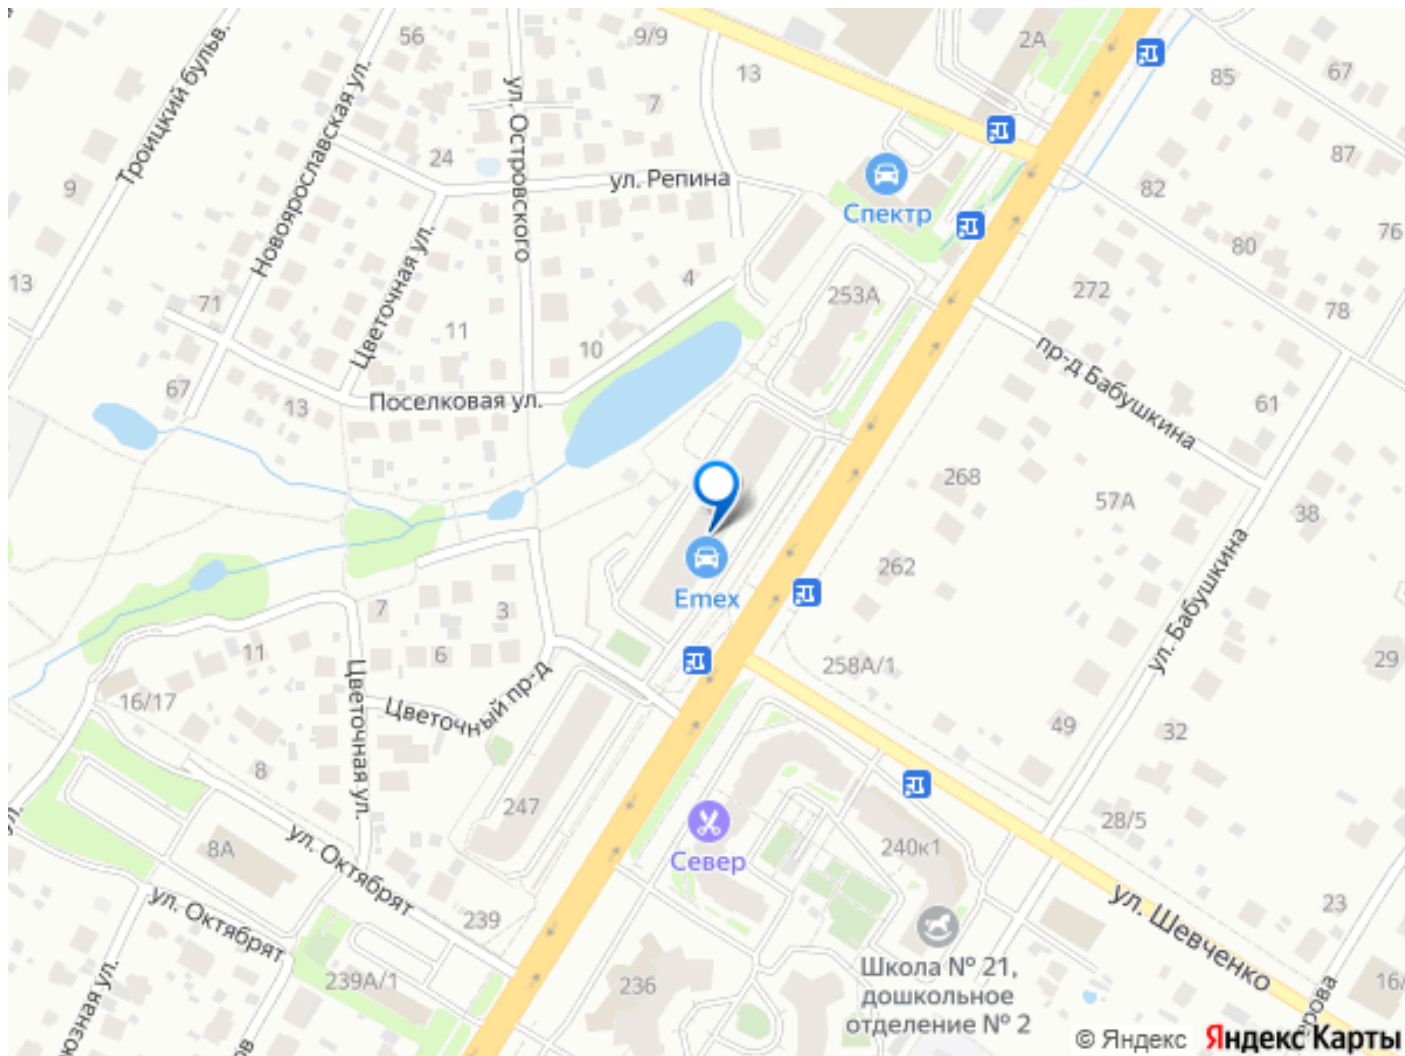 56
9/9
2А
Троицкий бульв.
85
67
13
7
Новоярославская ул.
ул. Островского
24
87
9
ул. Репина
82
Спектр
76
80
Цветочная ул.
13
4
253А
272
71
78
11
10
пр-д Бабушкина
67
13
Поселковая ул.
61
268
57А
38
ул. Бабушкина
262
Emex
7
3
11
6
258А/1
29
16/17
Цветочный пр-д
Цветочная ул.
49
32
8
247
28/5
ул. Октябрят
8А
240к1
Север
ул. Октябрят
239
ул. Шевченко
23
239А/1
236
Школа № 21,
дошкольное
отделение № 2
16/
© Яндекс
Яндекс Карты